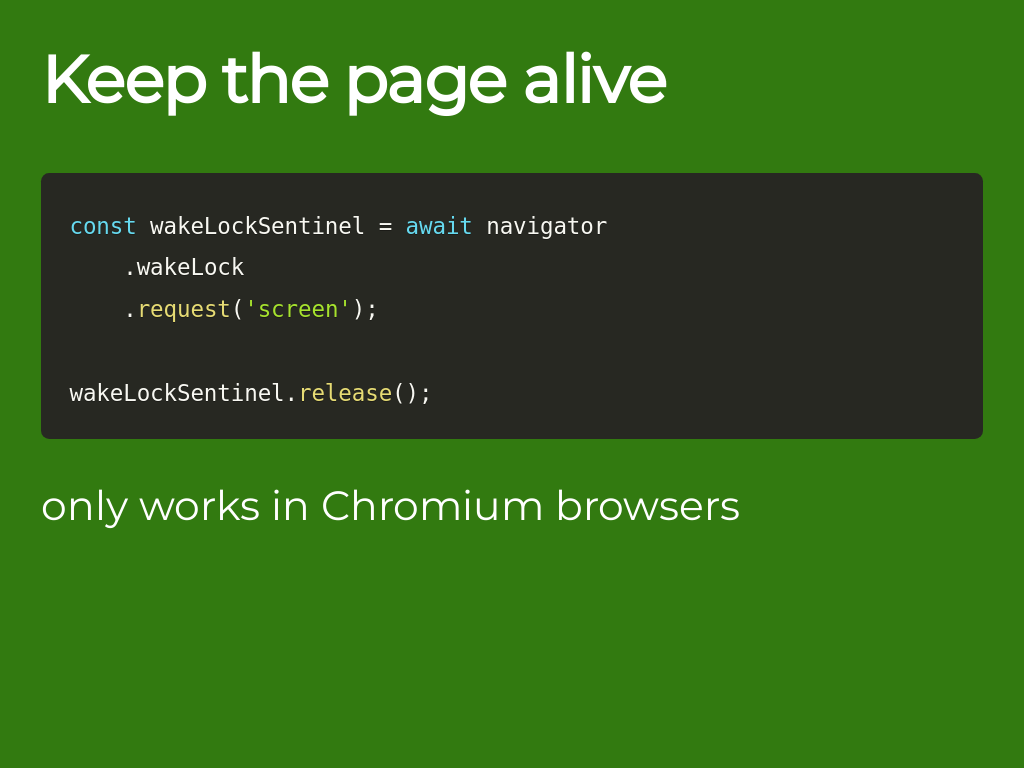 Keep the page alive
const wakeLockSentinel = await navigator
    .wakeLock
    .request('screen');
wakeLockSentinel.release();
only works in Chromium browsers